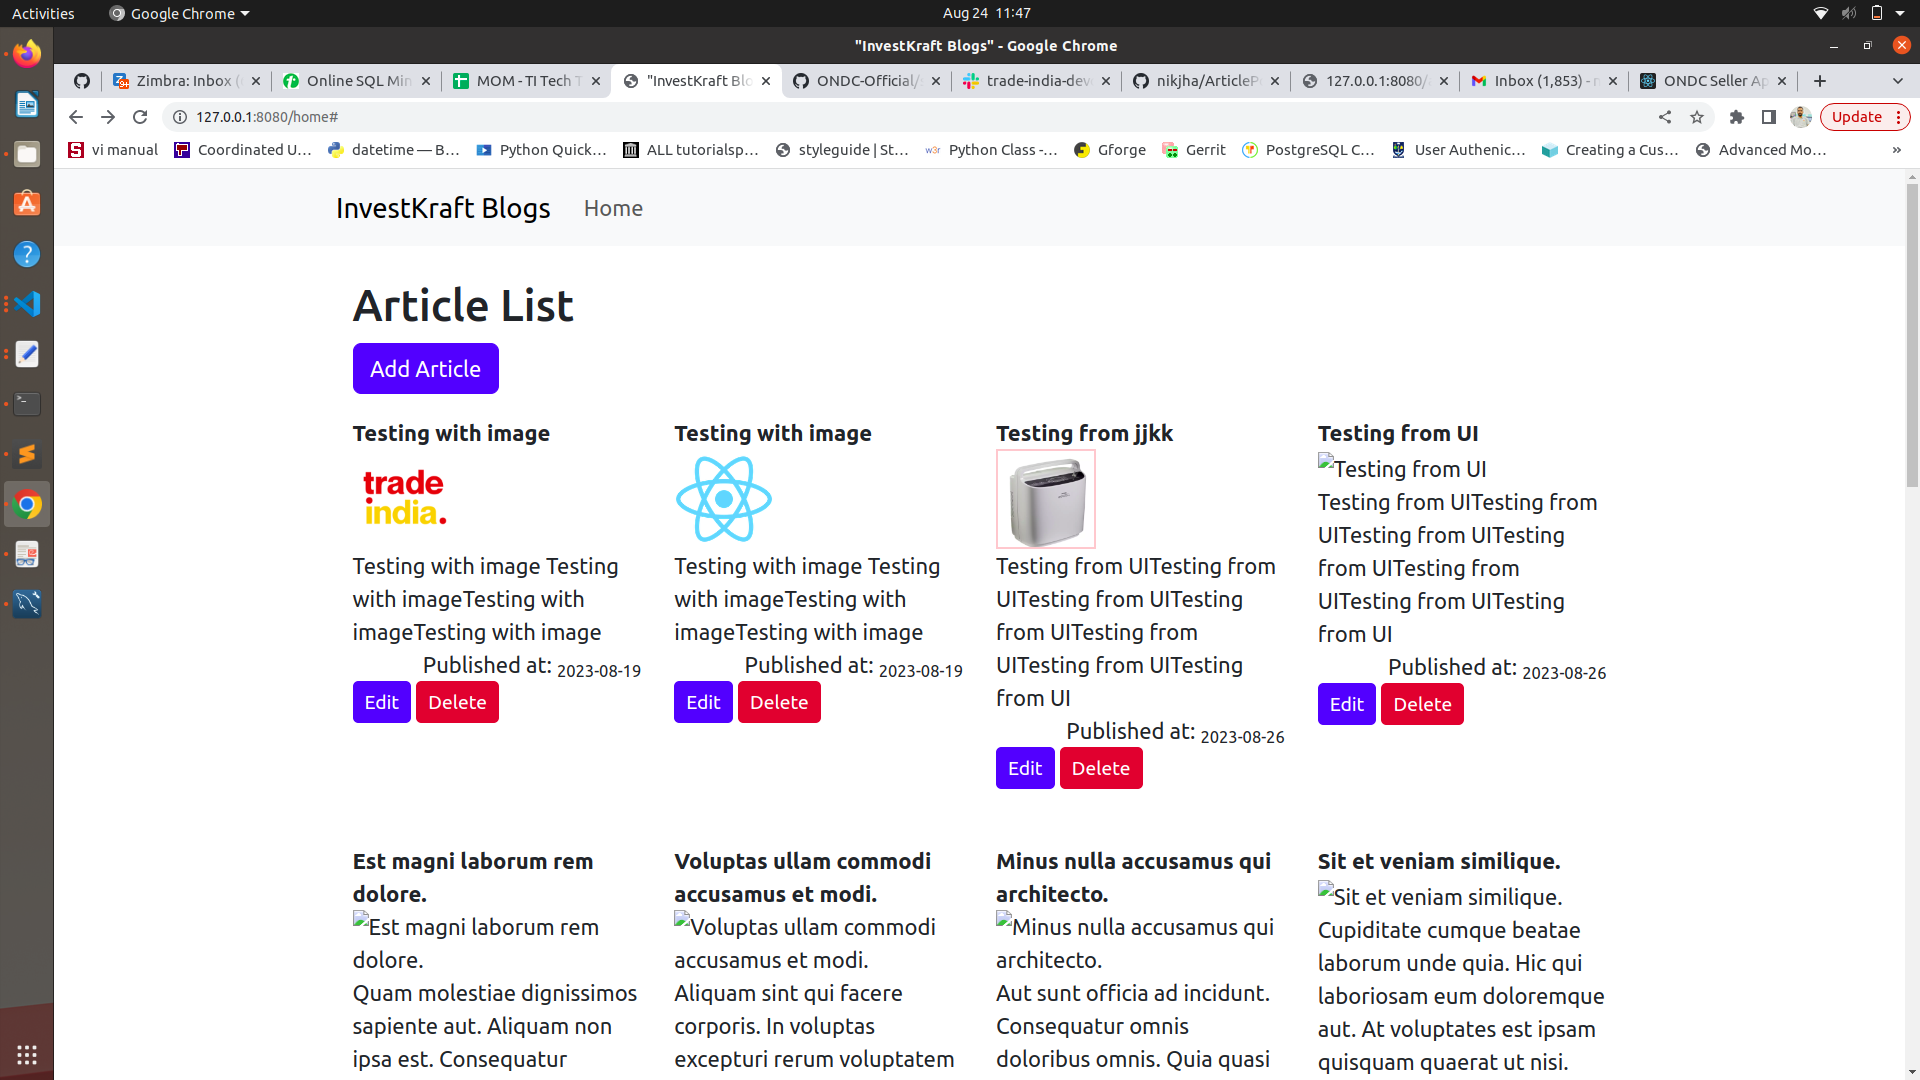 Activities
Google Chrome
Aug 24 11:47
"InvestKraft Blogs" - Google Chrome
Zimbra: Inbox (
Online SQL Min
MOM - TI Tech T
"InvestKraft Blo
ONDC-Official/
trade-india-dev
nikjha/ArticleP
127.0.0.1:8080/
Inbox (1,853) - n
ONDC Seller Ap
127.0.0.1:8080/home#
Update
vi manual
Coordinated U…
datetime — B…
Python Quick…
ALL tutorialsp…
styleguide | St…
Python Class -…
Gforge
Gerrit
PostgreSQL C…
User Authenic…
Creating a Cus…
Advanced Mo…
»
InvestKraft Blogs
Home
Article List
Add Article
Testing with image
trade
india.
Testing with image Testing
with imageTesting with
imageTesting with image
Published at: 2023-08-19
Edit
Delete
Testing with image
Testing with image Testing
with imageTesting with
imageTesting with image
Published at: 2023-08-19
Edit
Delete
Testing from jjkk
Testing from UITesting from
UITesting from UITesting
from UITesting from
UITesting from UITesting
from UI
Published at: 2023-08-26
Edit
Delete
Testing from UI
Testing from UI
Testing from UITesting from
UITesting from UITesting
from UITesting from
UITesting from UITesting
from UI
Published at: 2023-08-26
Edit
Delete
Est magni laborum rem
dolore.
Est magni laborum rem
dolore.
Quam molestiae dignissimos
sapiente aut. Aliquam non
ipsa est. Consequatur
Voluptas ullam commodi
accusamus et modi.
Voluptas ullam commodi
accusamus et modi.
Aliquam sint qui facere
corporis. In voluptas
excepturi rerum voluptatem
Minus nulla accusamus qui
architecto.
Minus nulla accusamus qui
architecto.
Aut sunt officia ad incidunt.
Consequatur omnis
doloribus omnis. Quia quasi
Sit et veniam similique.
Sit et veniam similique.
Cupiditate cumque beatae
laborum unde quia. Hic qui
laboriosam eum doloremque
aut. At voluptates est ipsam
quisquam quaerat ut nisi.